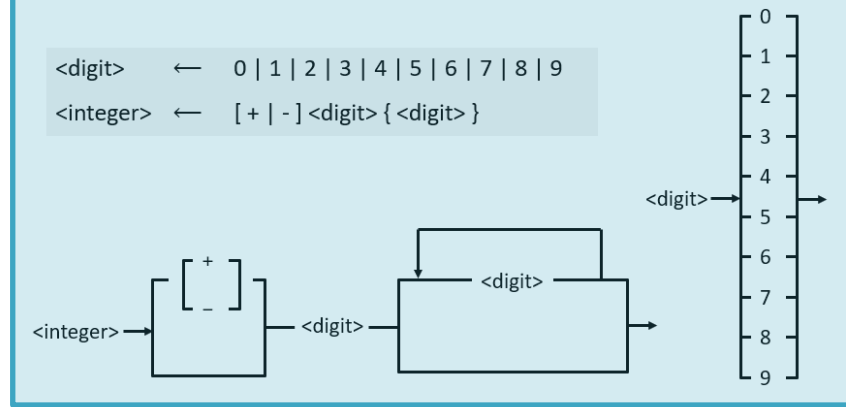 <digit> ← 0 | 1 | 2 | 3 | 4 | 5 | 6 | 7 | 8 | 9
<integer> ← [ + | - ] <digit> { <digit> }
<integer>
+
–
<digit>
<digit>
<digit>
0
1
2
3
4
5
6
7
8
9